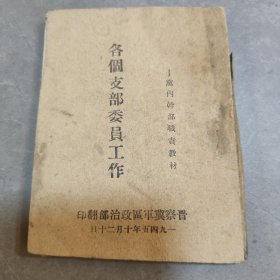 —黨內幹部職責教材
各個支部委員工作
晉察冀軍區政治部翻印
一九四五年十月二十日